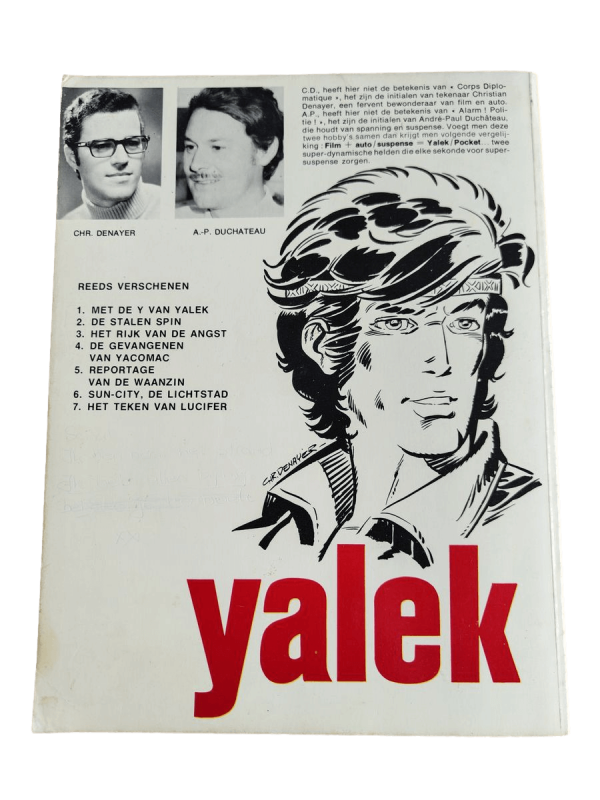 C.D., heeft hier niet de betekenis van « Corps Diplo-
matique », het zijn de initialen van tekenaar Christian
Denayer, een fervent bewonderaar van film en auto.
A.P., heeft hier niet de betekenis van « Alarm ! Poli-
tie ! », het zijn de initialen van André-Paul Duchâteau,
die houdt van spanning en suspense. Voegt men deze
twee hobby's samen dan krijgt men volgende vergelij-
king : Film + auto/suspense = Yalek/Pocket... twee
super-dynamische helden die elke sekonde voor super-
suspense zorgen.
CHR. DENAYER
A.-P. DUCHATEAU
REEDS VERSCHENEN
1. MET DE Y VAN YALEK
2. DE STALEN SPIN
3. HET RIJK VAN DE ANGST
4. DE GEVANGENEN
VAN YACOMAC
5. REPORTAGE
VAN DE WAANZIN
6. SUN-CITY, DE LICHTSTAD
7. HET TEKEN VAN LUCIFER
CHR. DENAYER
yalek